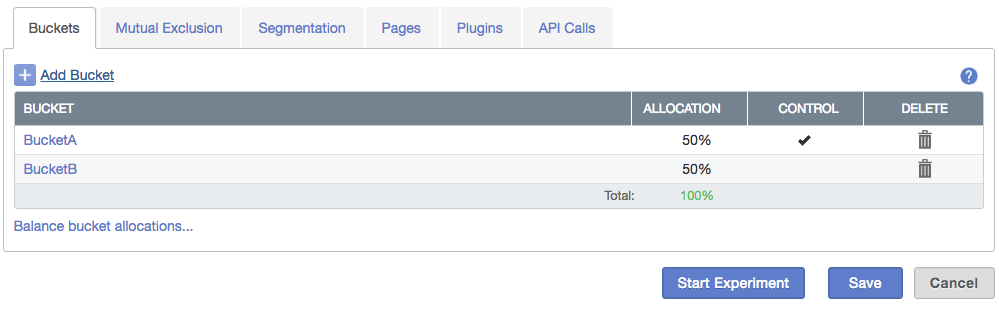 Buckets Mutual Exclusion Segmentation Pages Plugins API Calls
+ Add Bucket ?
BUCKET ALLOCATION CONTROL DELETE
BucketA 50% ✔
BucketB 50%
Total: 100%
Balance bucket allocations...
Start Experiment Save Cancel